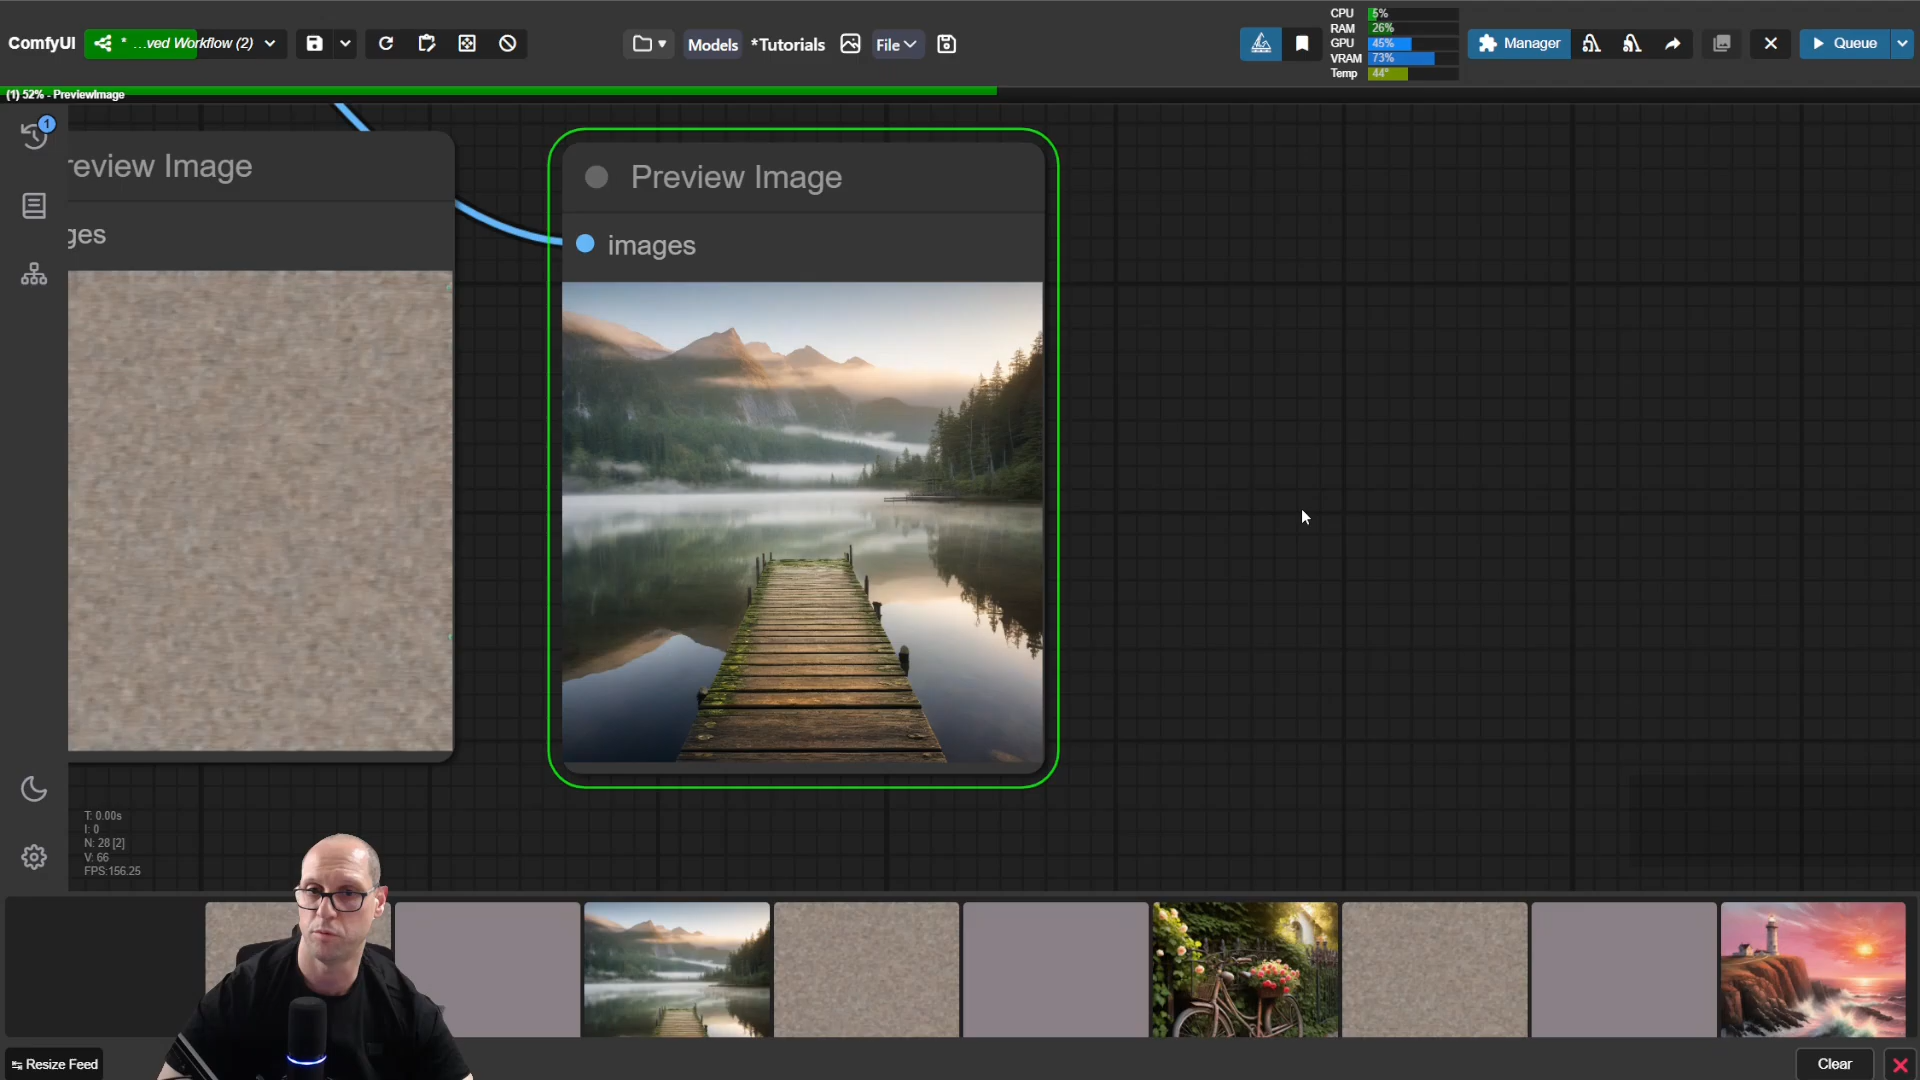 ComfyUI
* ...ved Workflow (2)
Models
*Tutorials
File
CPU 5%
RAM 26%
GPU 45%
VRAM 73%
Temp 44°
Manager
Queue
(1) 52% - PreviewImage
1
review Image
ges
Preview Image
images
T: 0.00s
I: 0
N: 28 [2]
V: 66
FPS:156.25
Resize Feed
Clear